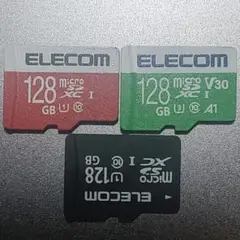 ELECOM
128 micro SD XC I
GB U1 10
ELECOM
128 micro SD XC I V30
GB U3 10 A1
ELECOM
micro SD XC I
128 GB U1 10